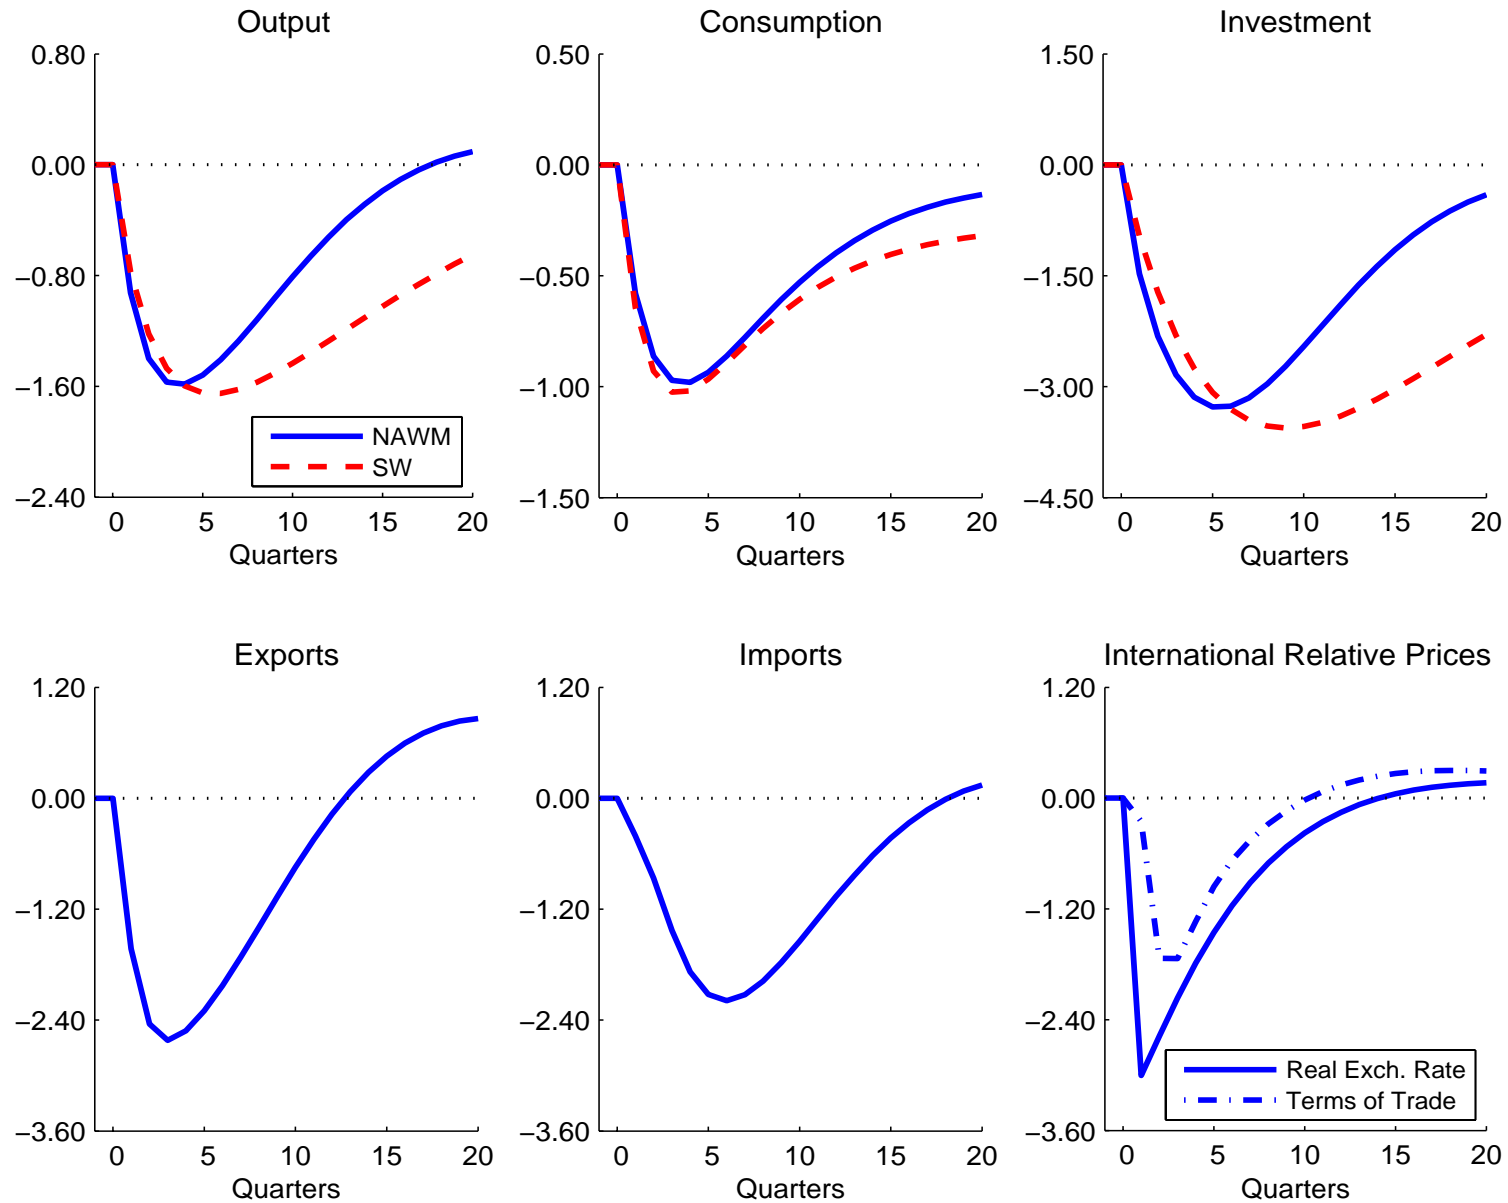 Output
0.80
0.00
−0.80
−1.60
−2.40
NAWM
SW
0 5 10 15 20
Quarters
Consumption
0.50
0.00
−0.50
−1.00
−1.50
0 5 10 15 20
Quarters
Investment
1.50
0.00
−1.50
−3.00
−4.50
0 5 10 15 20
Quarters
Exports
1.20
0.00
−1.20
−2.40
−3.60
0 5 10 15 20
Quarters
Imports
1.20
0.00
−1.20
−2.40
−3.60
0 5 10 15 20
Quarters
International Relative Prices
1.20
0.00
−1.20
−2.40
−3.60
Real Exch. Rate
Terms of Trade
0 5 10 15 20
Quarters